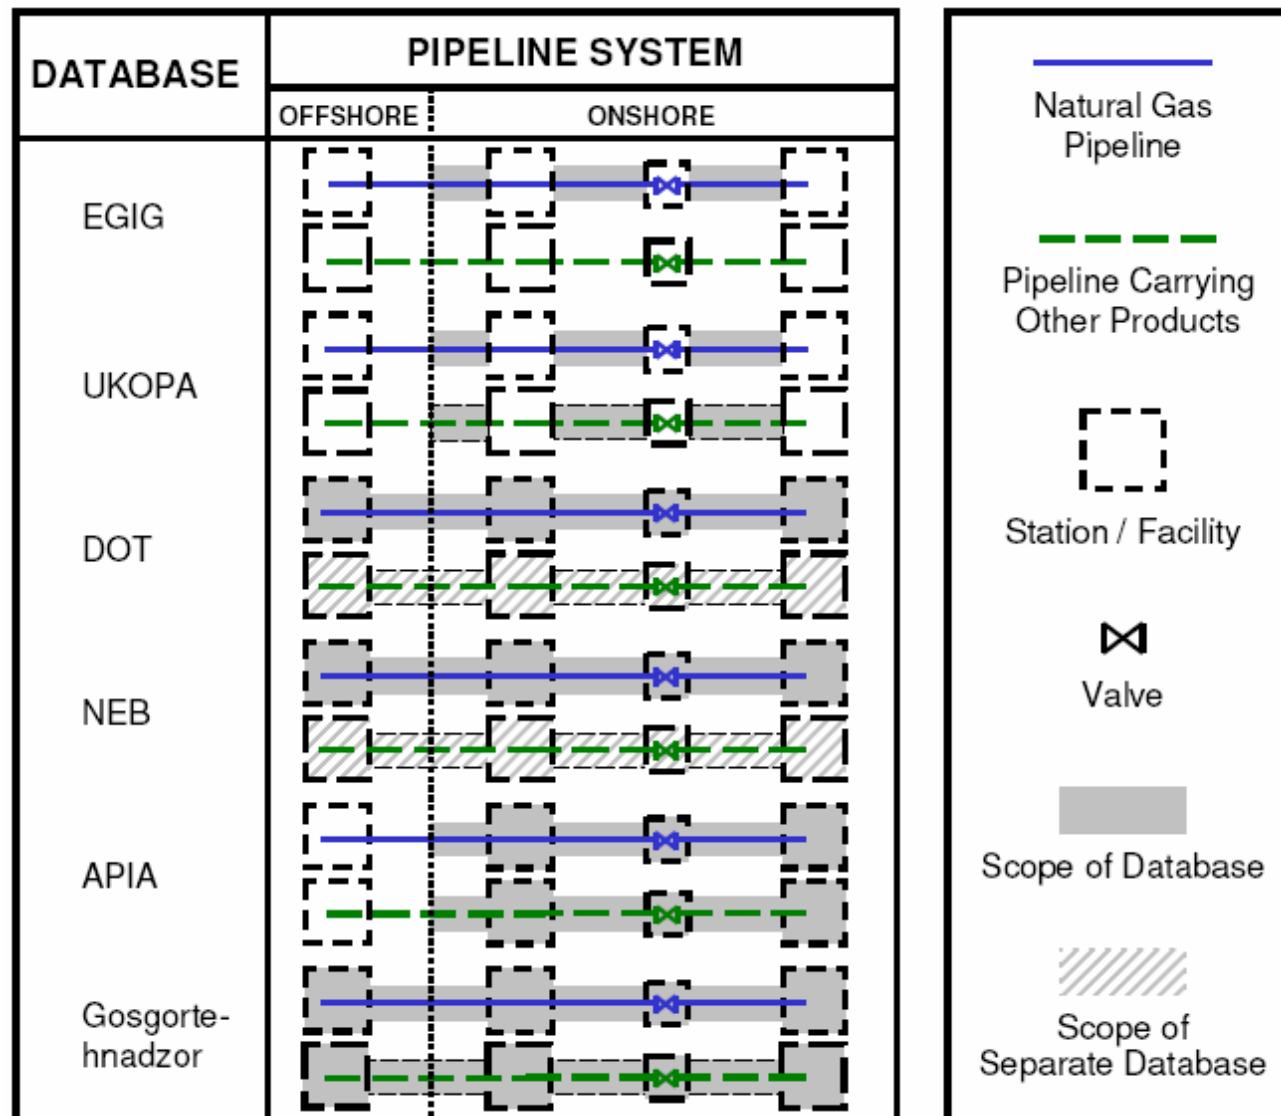 DATABASE
PIPELINE SYSTEM
OFFSHORE
ONSHORE
EGIG
UKOPA
DOT
NEB
APIA
Gosgorte-
hnadzor
Natural Gas
Pipeline
Pipeline Carrying
Other Products
Station / Facility
Valve
Scope of Database
Scope of
Separate Database